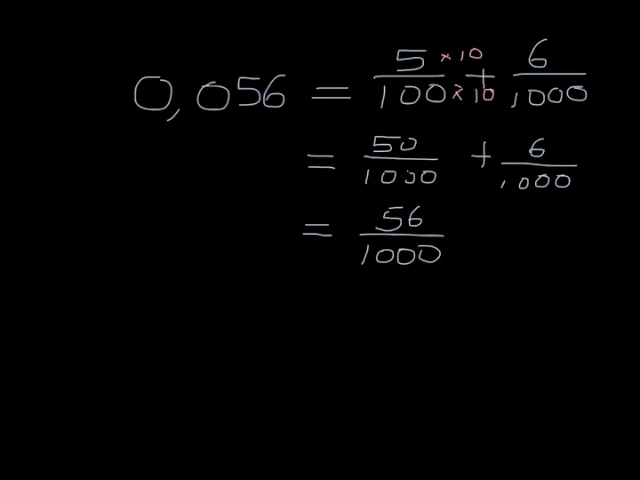 0,056 = 5/100 ×10/×10 + 6/1000
= 50/1000 + 6/1000
= 56/1000